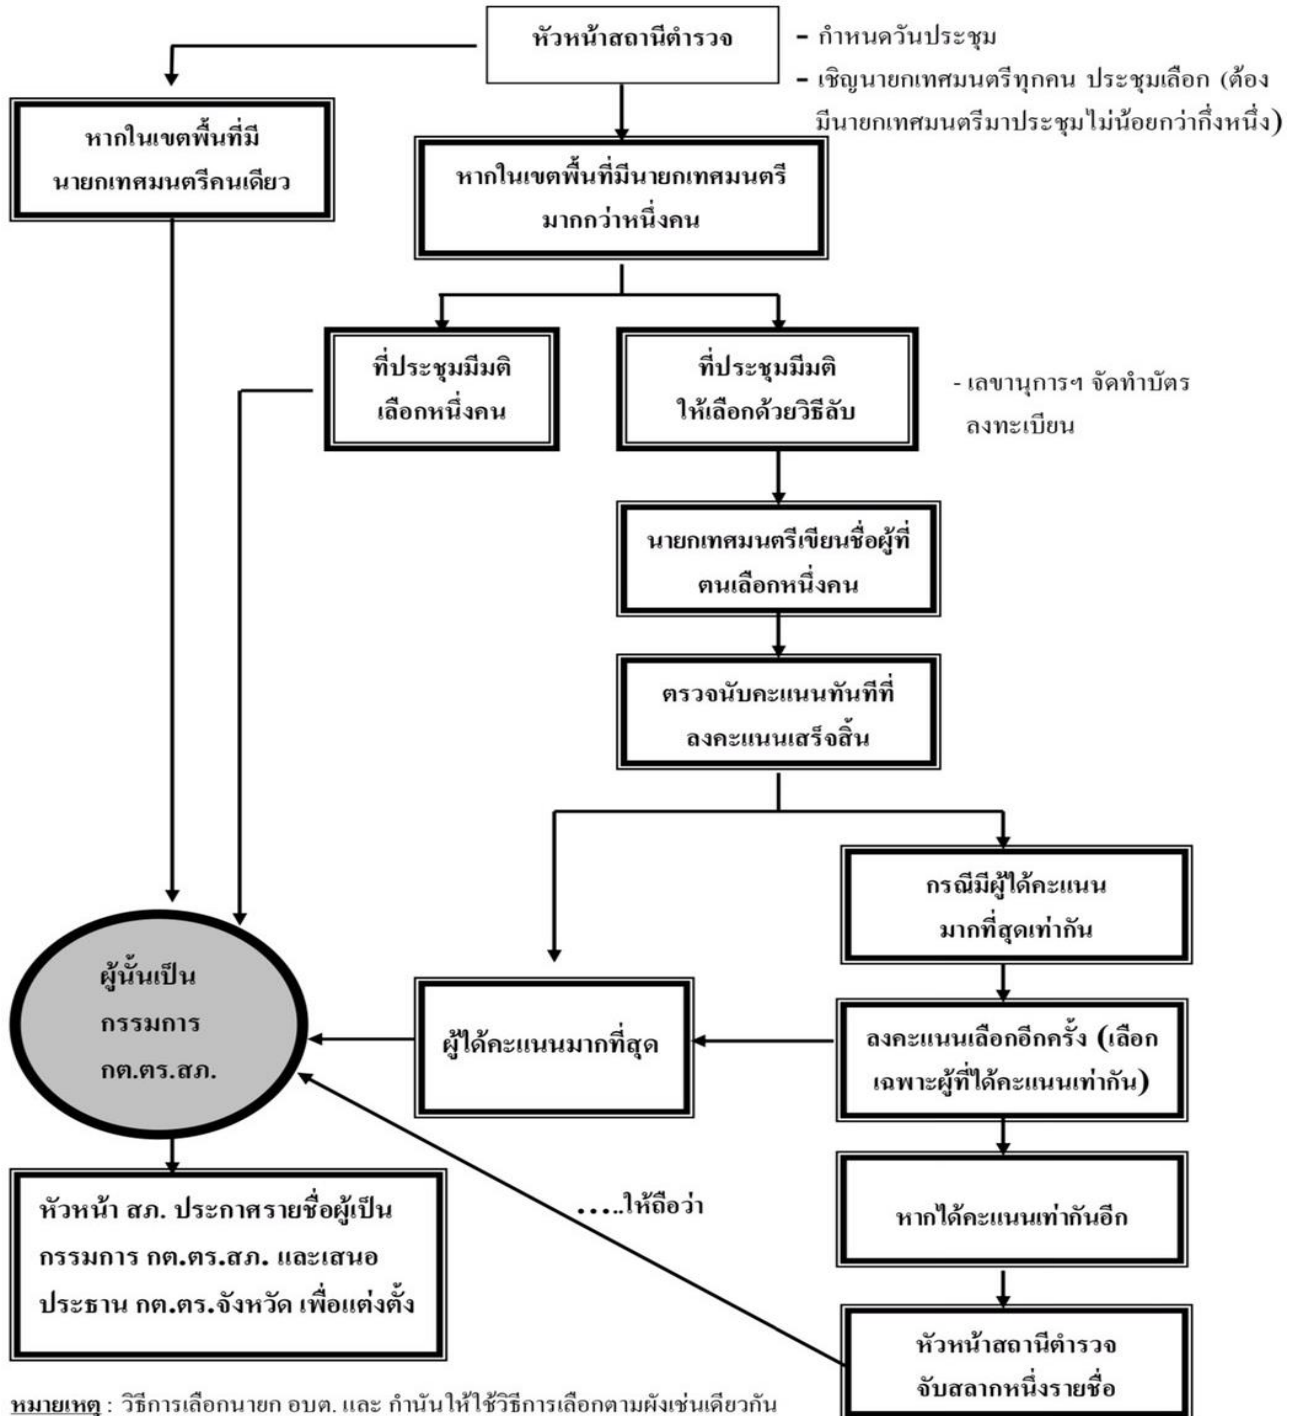 หัวหน้าสถานีตำรวจ
- กำหนดวันประชุม
- เชิญนายกเทศมนตรีทุกคน ประชุมเลือก (ต้อง
มีนายกเทศมนตรีมาประชุมไม่น้อยกว่ากึ่งหนึ่ง)
หากในเขตพื้นที่มี
นายกเทศมนตรีคนเดียว
หากในเขตพื้นที่มีนายกเทศมนตรี
มากกว่าหนึ่งคน
ที่ประชุมมีมติ
เลือกหนึ่งคน
ที่ประชุมมีมติ
ให้เลือกด้วยวิธีลับ
- เลขานุการฯ จัดทำบัตร
ลงทะเบียน
นายกเทศมนตรีเขียนชื่อผู้ที่
ตนเลือกหนึ่งคน
ตรวจนับคะแนนทันทีที่
ลงคะแนนเสร็จสิ้น
กรณีมีผู้ได้คะแนน
มากที่สุดเท่ากัน
ผู้นั้นเป็น
กรรมการ
กต.ตร.สภ.
ผู้ได้คะแนนมากที่สุด
ลงคะแนนเลือกอีกครั้ง (เลือก
เฉพาะผู้ที่ได้คะแนนเท่ากัน)
หัวหน้า สภ. ประกาศรายชื่อผู้เป็น
กรรมการ กต.ตร.สภ. และเสนอ
ประธาน กต.ตร.จังหวัด เพื่อแต่งตั้ง
.....ให้ถือว่า
หากได้คะแนนเท่ากันอีก
หัวหน้าสถานีตำรวจ
จับสลากหนึ่งรายชื่อ
หมายเหตุ : วิธีการเลือกนายก อบต. และ กำนันให้ใช้วิธีการเลือกตามผังเช่นเดียวกัน